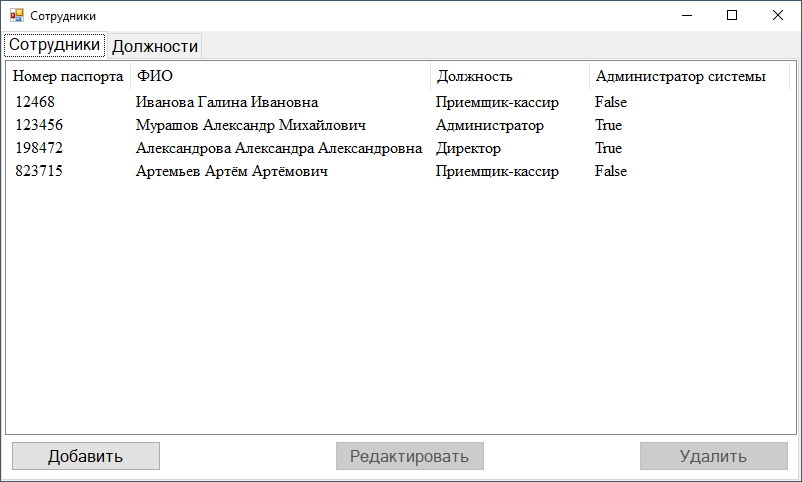 Сотрудники
Сотрудники Должности
Номер паспорта ФИО Должность Администратор системы
12468 Иванова Галина Ивановна Приемщик-кассир False
123456 Мурашов Александр Михайлович Администратор True
198472 Александрова Александра Александровна Директор True
823715 Артемьев Артём Артёмович Приемщик-кассир False
Добавить Редактировать Удалить